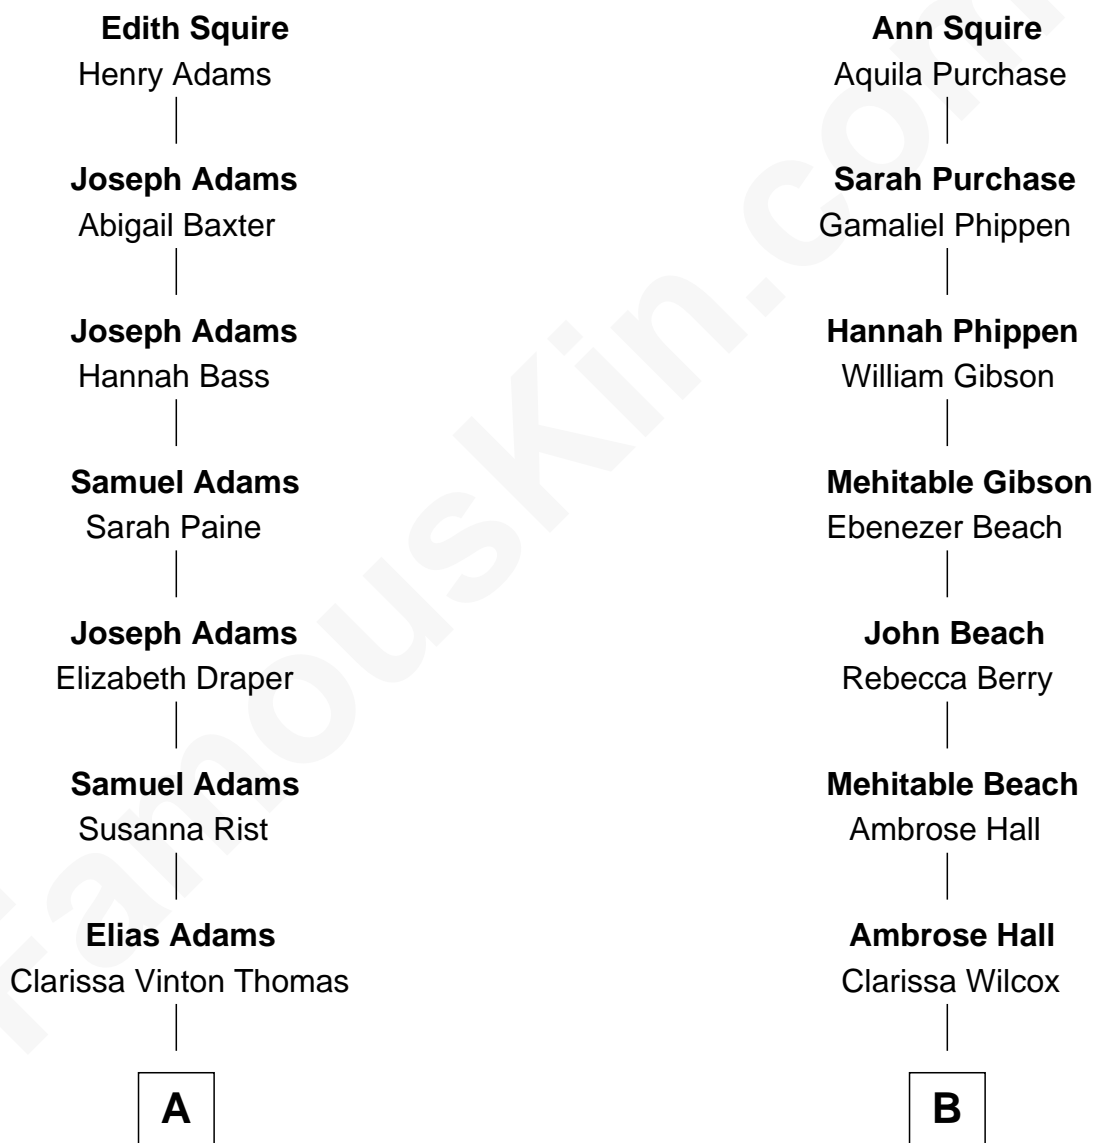 Edith Squire
Henry Adams
Joseph Adams
Abigail Baxter
Joseph Adams
Hannah Bass
Samuel Adams
Sarah Paine
Joseph Adams
Elizabeth Draper
Samuel Adams
Susanna Rist
Elias Adams
Clarissa Vinton Thomas
A
Ann Squire
Aquila Purchase
Sarah Purchase
Gamaliel Phippen
Hannah Phippen
William Gibson
Mehitable Gibson
Ebenezer Beach
John Beach
Rebecca Berry
Mehitable Beach
Ambrose Hall
Ambrose Hall
Clarissa Wilcox
B
FamousKin.com